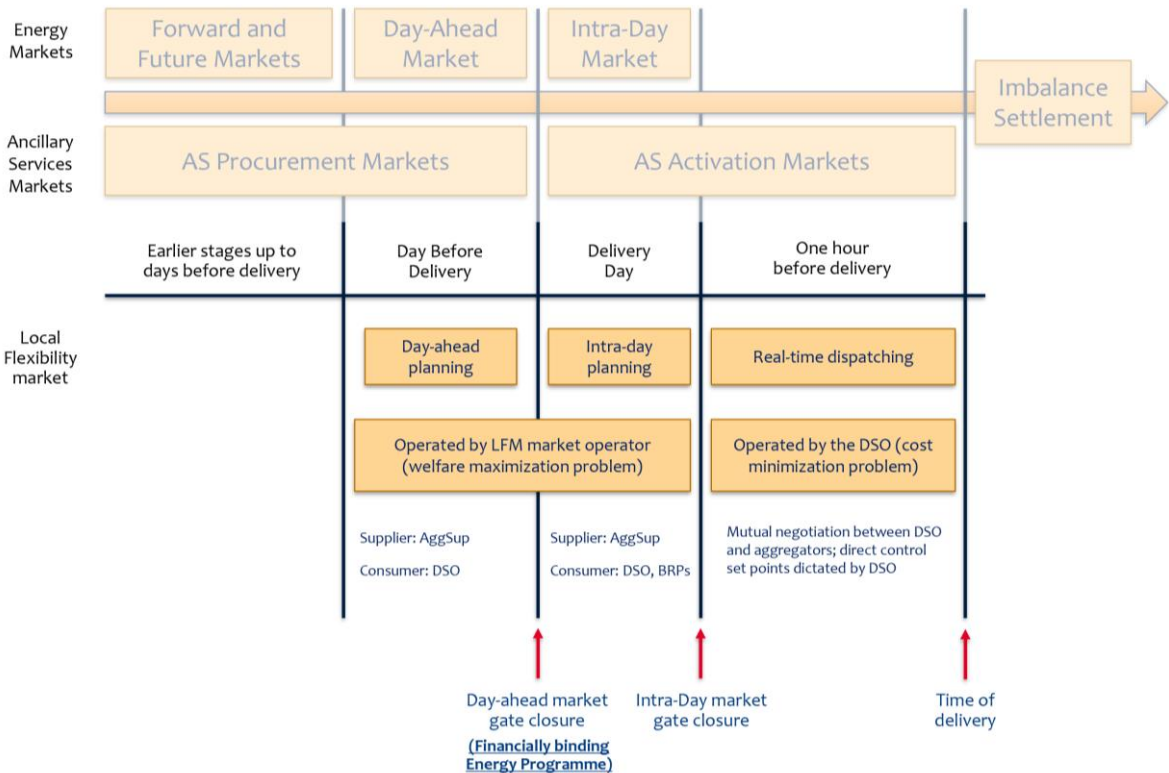 Energy
Markets
Forward and
Future Markets
Day-Ahead
Market
Intra-Day
Market
Imbalance
Settlement
Ancillary
Services
Markets
AS Procurement Markets
AS Activation Markets
Earlier stages up to
days before delivery
Day Before
Delivery
Delivery
Day
One hour
before delivery
Local
Flexibility
market
Day-ahead
planning
Intra-day
planning
Real-time dispatching
Operated by LFM market operator
(welfare maximization problem)
Operated by the DSO (cost
minimization problem)
Supplier: AggSup
Consumer: DSO
Supplier: AggSup
Consumer: DSO, BRPs
Mutual negotiation between DSO
and aggregators; direct control
set points dictated by DSO
Day-ahead market
gate closure
(Financially binding
Energy Programme)
Intra-Day market
gate closure
Time of
delivery